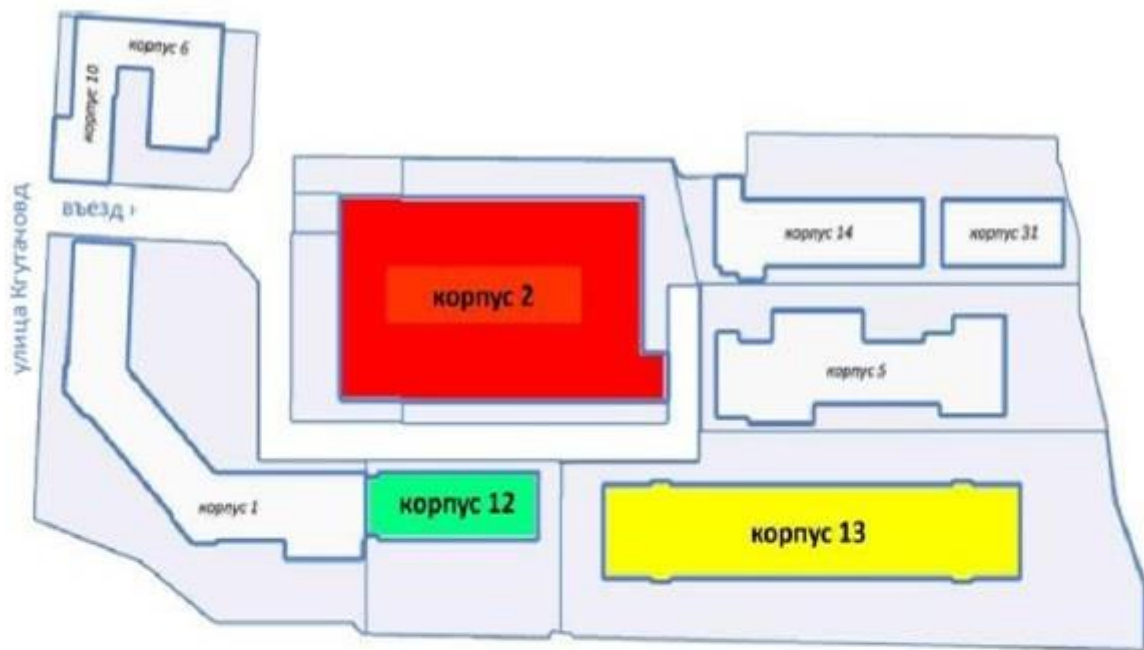 корпус 6
корпус 10
въезд
улица Кгутачовд
корпус 2
корпус 14
корпус 31
корпус 5
корпус 1
корпус 12
корпус 13